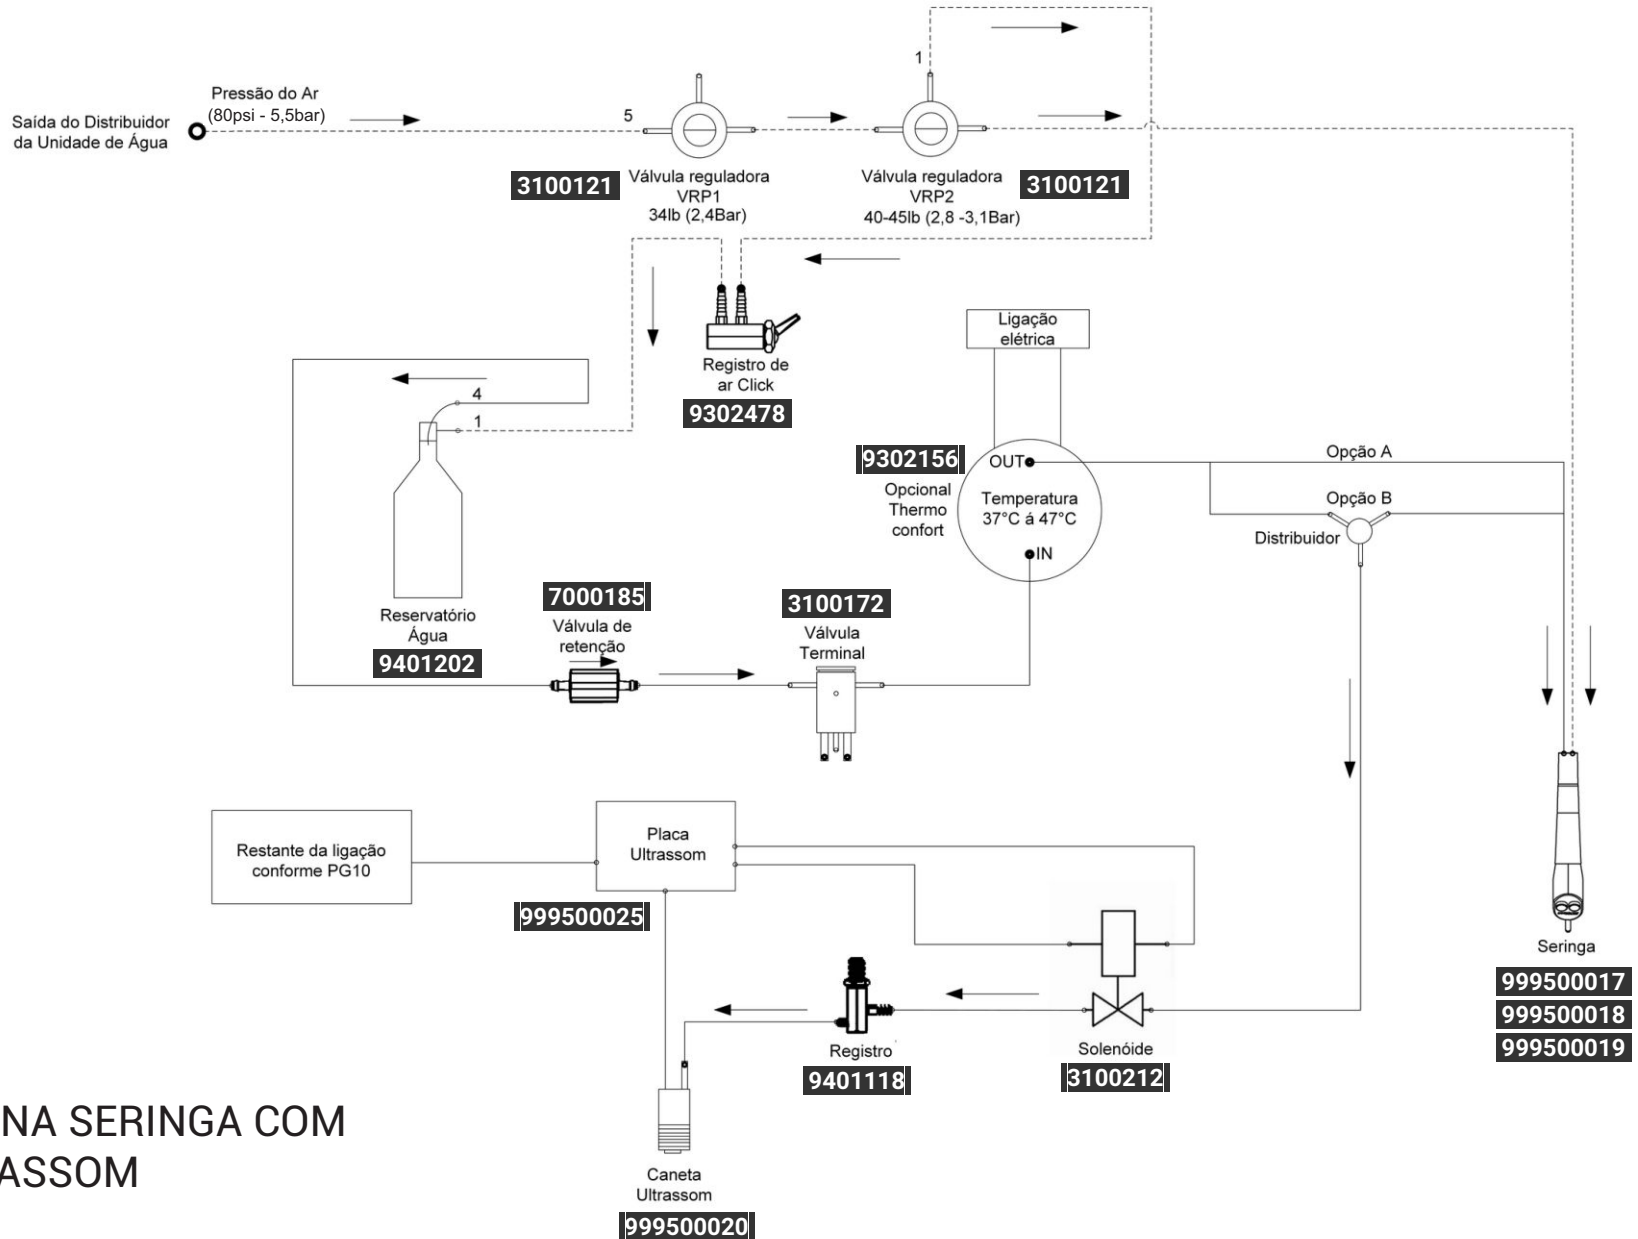 1
Pressão do Ar
(80psi - 5,5bar)
Saída do Distribuidor
da Unidade de Água
5
3100121
Válvula reguladora
VRP1
34lb (2,4Bar)
Válvula reguladora
VRP2
40-45lb (2,8 -3,1Bar)
3100121
Registro de
ar Click
9302478
Ligação
elétrica
4
1
Reservatório
Água
9401202
9302156
Opcional
Thermo
confort
OUT
Temperatura
37°C á 47°C
IN
Opção A
Opção B
Distribuidor
7000185
Válvula de
retenção
3100172
Válvula
Terminal
Restante da ligação
conforme PG10
Placa
Ultrassom
999500025
Seringa
999500017
999500018
999500019
Registro
9401118
Solenóide
3100212
NA SERINGA COM
ASSOM
Caneta
Ultrassom
999500020